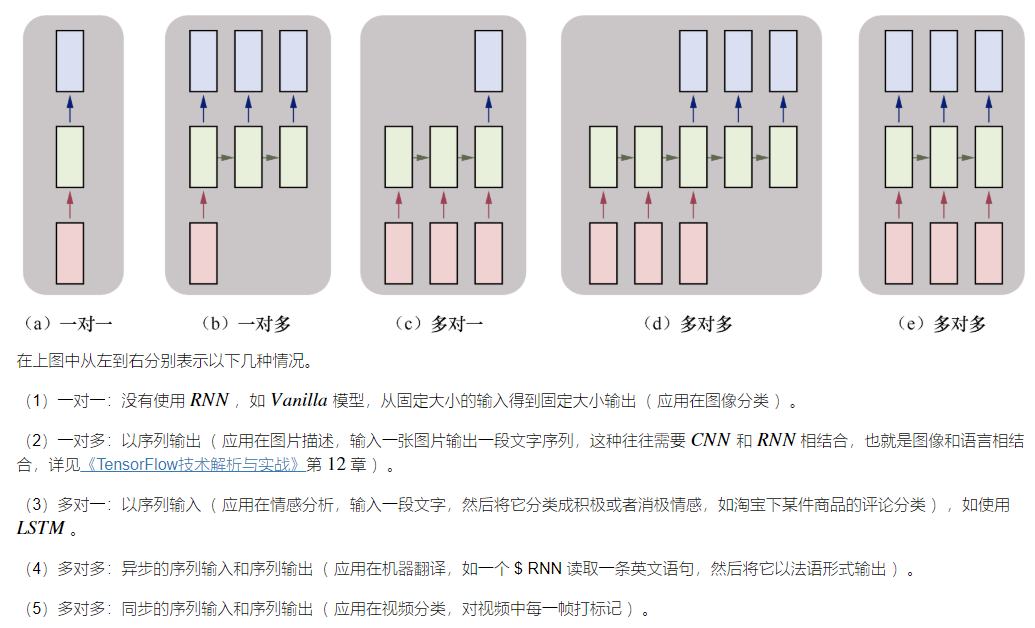 （a）一对一
（b）一对多
（c）多对一
（d）多对多
（e）多对多
在上图中从左到右分别表示以下几种情况。
（1）一对一：没有使用 RNN ，如 Vanilla 模型，从固定大小的输入得到固定大小输出（ 应用在图像分类 ）。
（2）一对多：以序列输出（ 应用在图片描述，输入一张图片输出一段文字序列，这种往往需要 CNN 和 RNN 相结合，也就是图像和语言相结
合，详见《TensorFlow技术解析与实战》第 12 章 ）。
（3）多对一：以序列输入（ 应用在情感分析，输入一段文字，然后将它分类成积极或者消极情感，如淘宝下某件商品的评论分类 ），如使用
LSTM 。
（4）多对多：异步的序列输入和序列输出（ 应用在机器翻译，如一个 $ RNN 读取一条英文语句，然后将它以法语形式输出 ）。
（5）多对多：同步的序列输入和序列输出（ 应用在视频分类，对视频中每一帧打标记 ）。